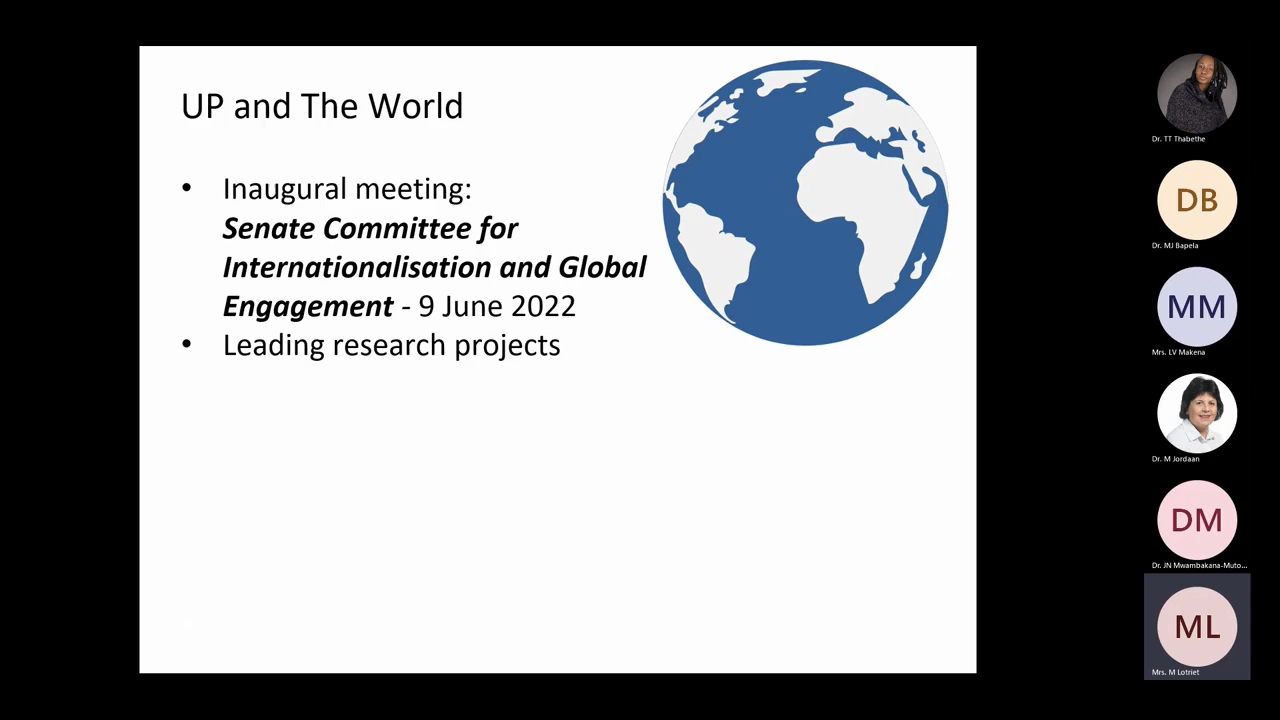 UP and The World
• Inaugural meeting:
Senate Committee for
Internationalisation and Global
Engagement - 9 June 2022
• Leading research projects
Dr. TT Thabethe
DB
Dr. MJ Bapela
MM
Mrs. LV Makena
Dr. M Jordaan
DM
Dr. JN Mwambakana-Muto...
ML
Mrs. M Lotriet